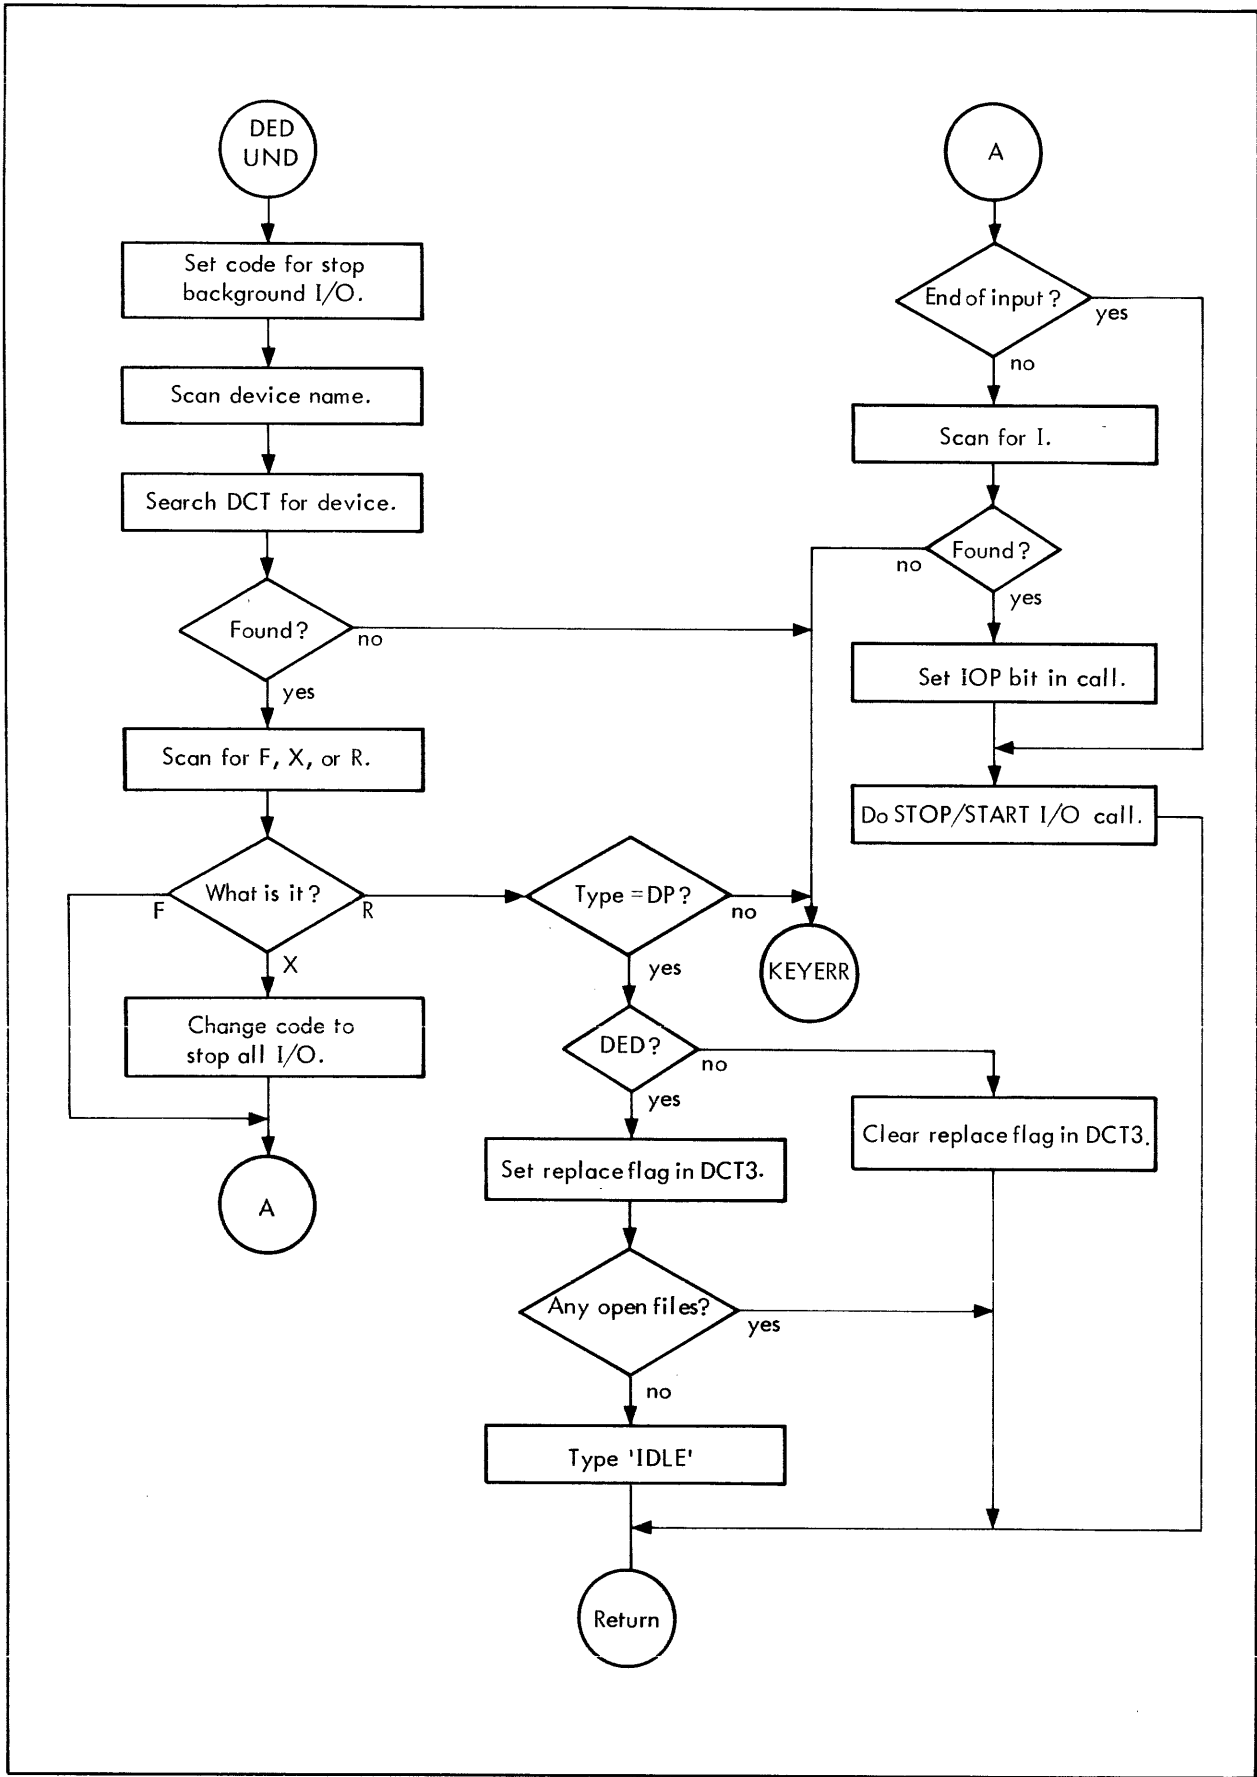 DED
UND
Set code for stop
background I/O.
Scan device name.
Search DCT for device.
Found?
no
yes
Scan for F, X, or R.
What is it?
F
R
X
Change code to
stop all I/O.
A
Type = DP?
no
yes
KEYERR
DED?
no
yes
Set replace flag in DCT3.
Clear replace flag in DCT3.
Any open files?
yes
no
Type 'IDLE'
Return
A
End of input?
yes
no
Scan for I.
Found?
no
yes
Set IOP bit in call.
Do STOP/START I/O call.